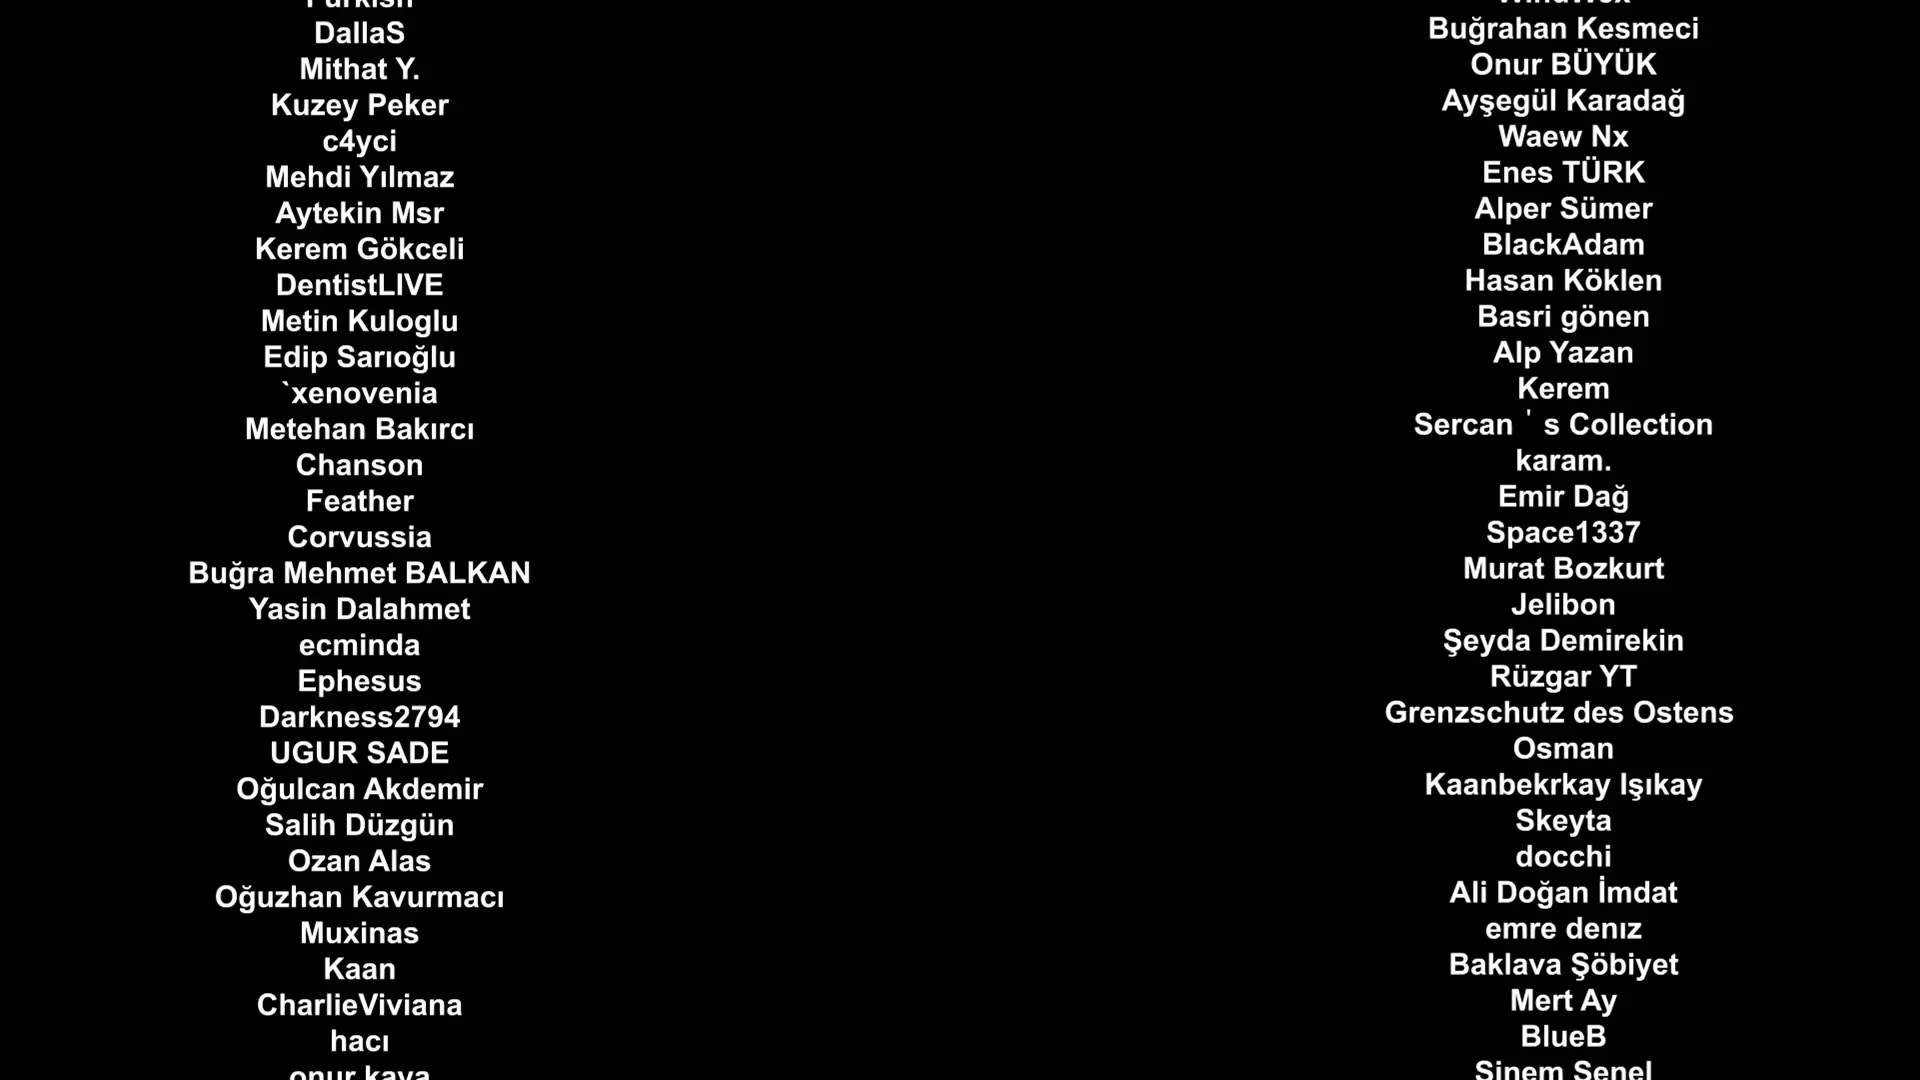 DallaS
Mithat Y.
Kuzey Peker
c4yci
Mehdi Yılmaz
Aytekin Msr
Kerem Gökceli
DentistLIVE
Metin Kuloglu
Edip Sarıoğlu
`xenovenia
Metehan Bakırcı
Chanson
Feather
Corvussia
Buğra Mehmet BALKAN
Yasin Dalahmet
ecminda
Ephesus
Darkness2794
UGUR SADE
Oğulcan Akdemir
Salih Düzgün
Ozan Alas
Oğuzhan Kavurmacı
Muxinas
Kaan
CharlieViviana
hacı
onur kaya
Buğrahan Kesmeci
Onur BÜYÜK
Ayşegül Karadağ
Waew Nx
Enes TÜRK
Alper Sümer
BlackAdam
Hasan Köklen
Basri gönen
Alp Yazan
Kerem
Sercan ＇s Collection
karam.
Emir Dağ
Space1337
Murat Bozkurt
Jelibon
Şeyda Demirekin
Rüzgar YT
Grenzschutz des Ostens
Osman
Kaanbekrkay Işıkay
Skeyta
docchi
Ali Doğan İmdat
emre denız
Baklava Şöbiyet
Mert Ay
BlueB
Sinem Senel